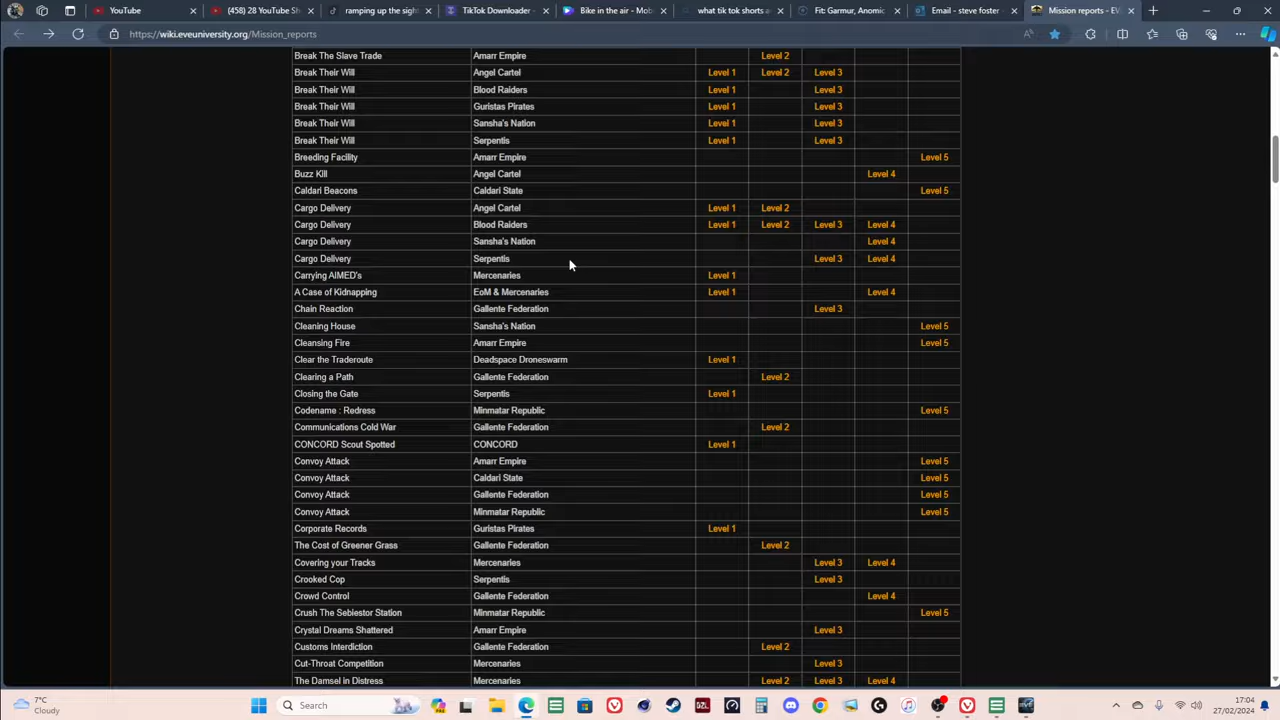 YouTube
(458) 28 YouTube Sh
ramping up the sigh
TikTok Downloader -
Bike in the air - Mo
what tik tok shorts a
Fit: Garmur, Anomic
Email - steve foster
Mission reports - EV
https://wiki.eveuniversity.org/Mission_reports
Break The Slave Trade Amarr Empire Level 2
Break Their Will Angel Cartel Level 1 Level 2 Level 3
Break Their Will Blood Raiders Level 1 Level 3
Break Their Will Guristas Pirates Level 1 Level 3
Break Their Will Sansha's Nation Level 1 Level 3
Break Their Will Serpentis Level 1 Level 3
Breeding Facility Amarr Empire Level 5
Buzz Kill Angel Cartel Level 4
Caldari Beacons Caldari State Level 5
Cargo Delivery Angel Cartel Level 1 Level 2
Cargo Delivery Blood Raiders Level 1 Level 2 Level 3 Level 4
Cargo Delivery Sansha's Nation Level 4
Cargo Delivery Serpentis Level 3 Level 4
Carrying AIMED's Mercenaries Level 1
A Case of Kidnapping EoM & Mercenaries Level 1 Level 4
Chain Reaction Gallente Federation Level 3
Cleaning House Sansha's Nation Level 5
Cleansing Fire Amarr Empire Level 5
Clear the Traderoute Deadspace Droneswarm Level 1
Clearing a Path Gallente Federation Level 2
Closing the Gate Serpentis Level 1
Codename : Redress Minmatar Republic Level 5
Communications Cold War Gallente Federation Level 2
CONCORD Scout Spotted CONCORD Level 1
Convoy Attack Amarr Empire Level 5
Convoy Attack Caldari State Level 5
Convoy Attack Gallente Federation Level 5
Convoy Attack Minmatar Republic Level 5
Corporate Records Guristas Pirates Level 1
The Cost of Greener Grass Gallente Federation Level 2
Covering your Tracks Mercenaries Level 3 Level 4
Crooked Cop Serpentis Level 3
Crowd Control Gallente Federation Level 4
Crush The Sebiestor Station Minmatar Republic Level 5
Crystal Dreams Shattered Amarr Empire Level 3
Customs Interdiction Gallente Federation Level 2
Cut-Throat Competition Mercenaries Level 3
The Damsel in Distress Mercenaries Level 2 Level 3 Level 4
7°C
Cloudy
Search
17:04
27/02/2024